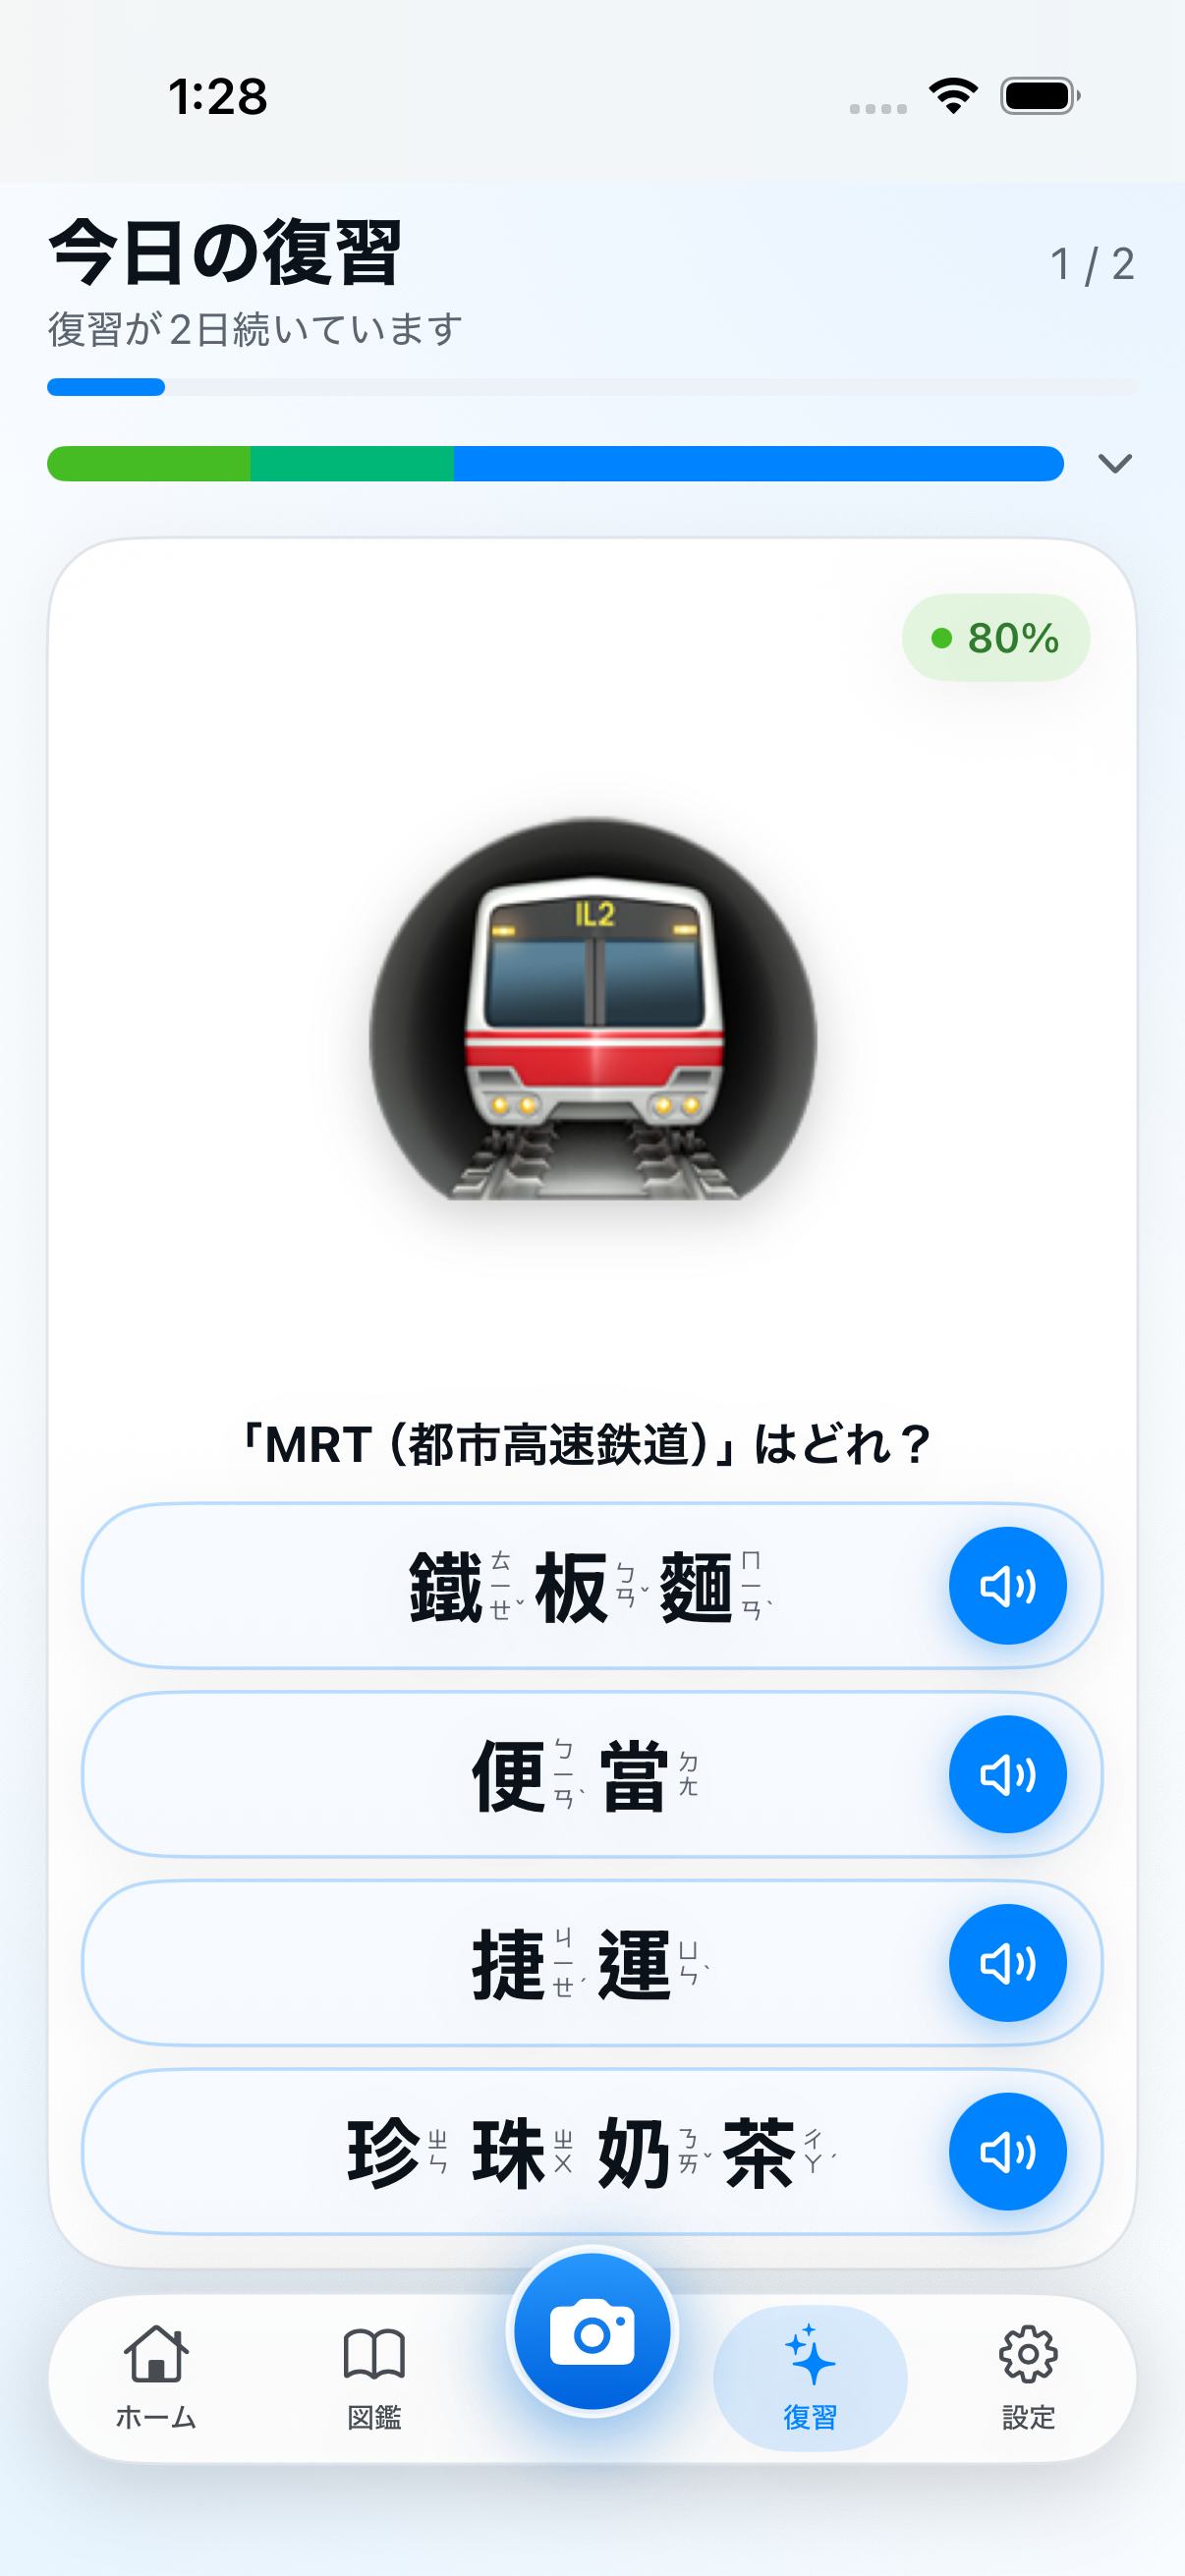 1:28
今日の復習
1 / 2
復習が2日続いています
80%
IL2
「MRT（都市高速鉄道）」はどれ？
鐵ㄊㄧㄝˇ板ㄅㄢˇ麵ㄇㄧㄢˋ
便ㄅㄧㄢˋ當ㄉㄤ
捷ㄐㄧㄝˊ運ㄩㄣˋ
珍ㄓㄣ珠ㄓㄨ奶ㄋㄞˇ茶ㄔㄚˊ
ホーム
図鑑
復習
設定